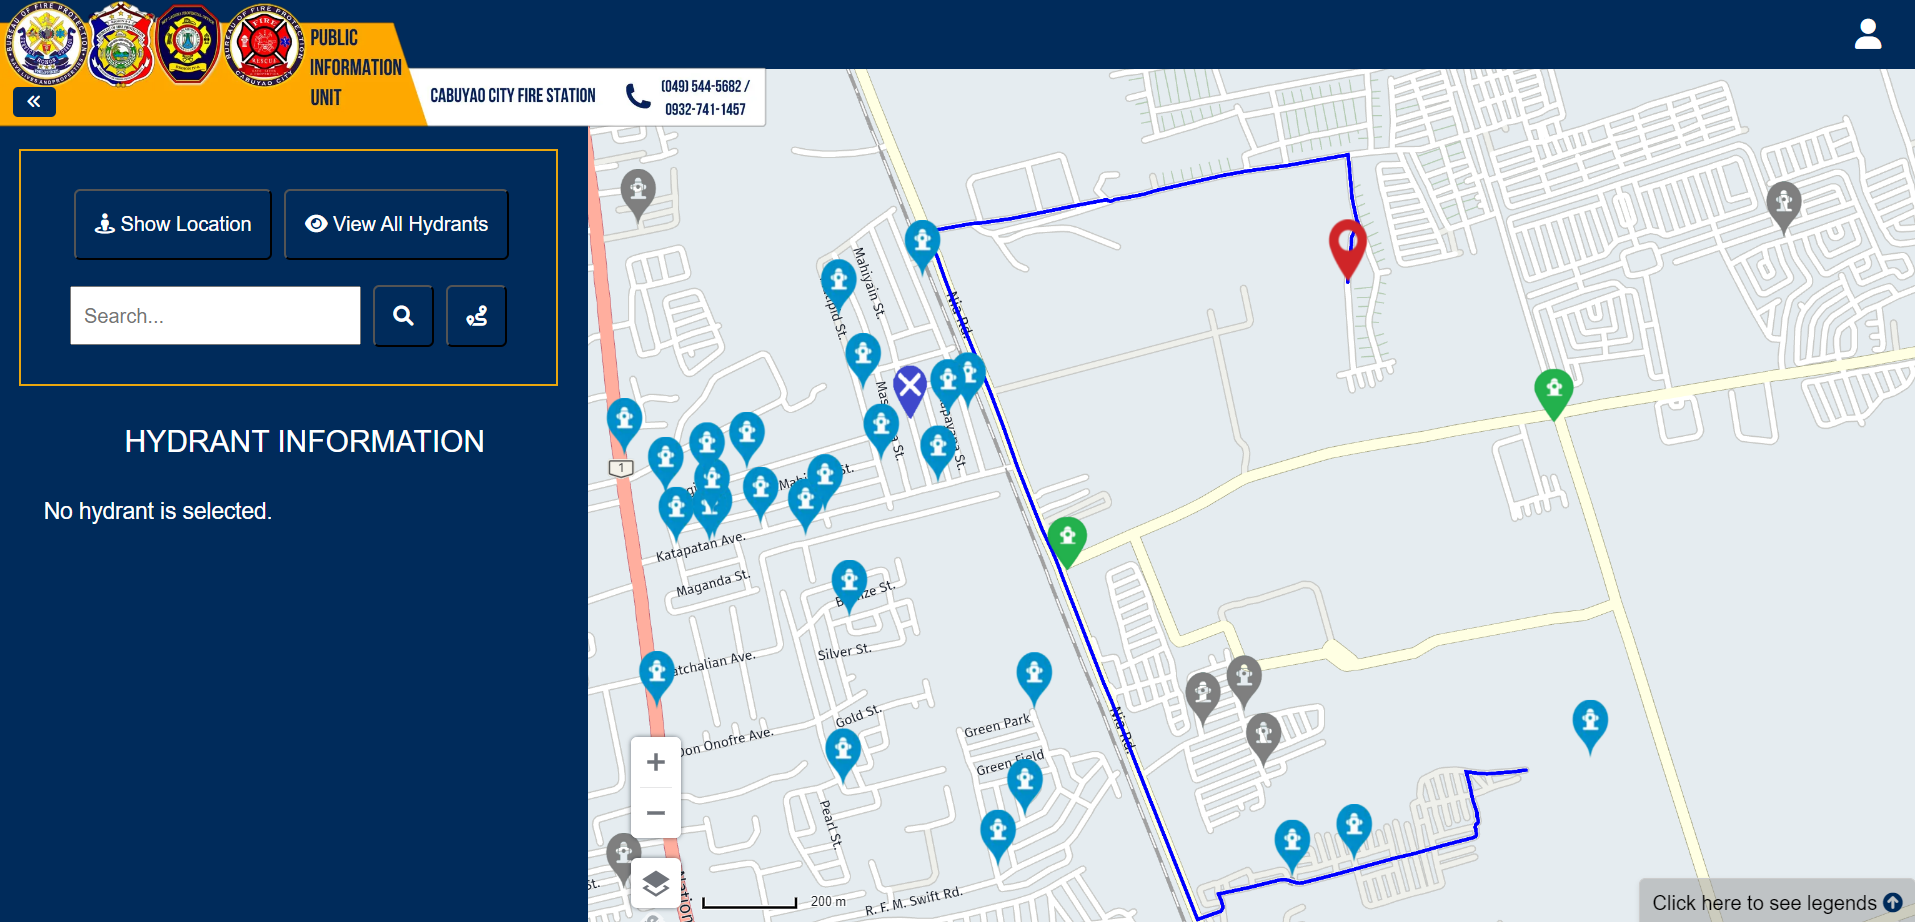 PUBLIC
INFORMATION
UNIT
CABUYAO CITY FIRE STATION
(049) 544-5682 /
0932-741-1457
Show Location
View All Hydrants
Search...
HYDRANT INFORMATION
No hydrant is selected.
Mahiyain St.
Nia Rd.
1
Katapatan Ave.
Maganda St.
Silver St.
Gold St.
Don Onofre Ave.
Pearl St.
Green Park
Green Field
Nia Rd.
R. F. M. Swift Rd.
200 m
Click here to see legends